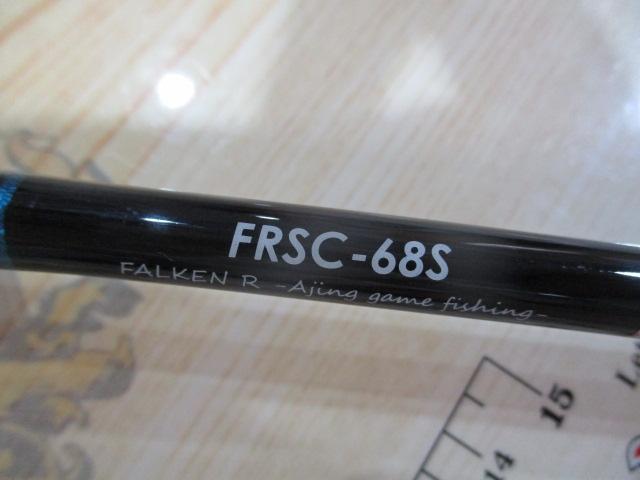 FRSC-68S
FALKEN R -Ajing game fishing-
15
14